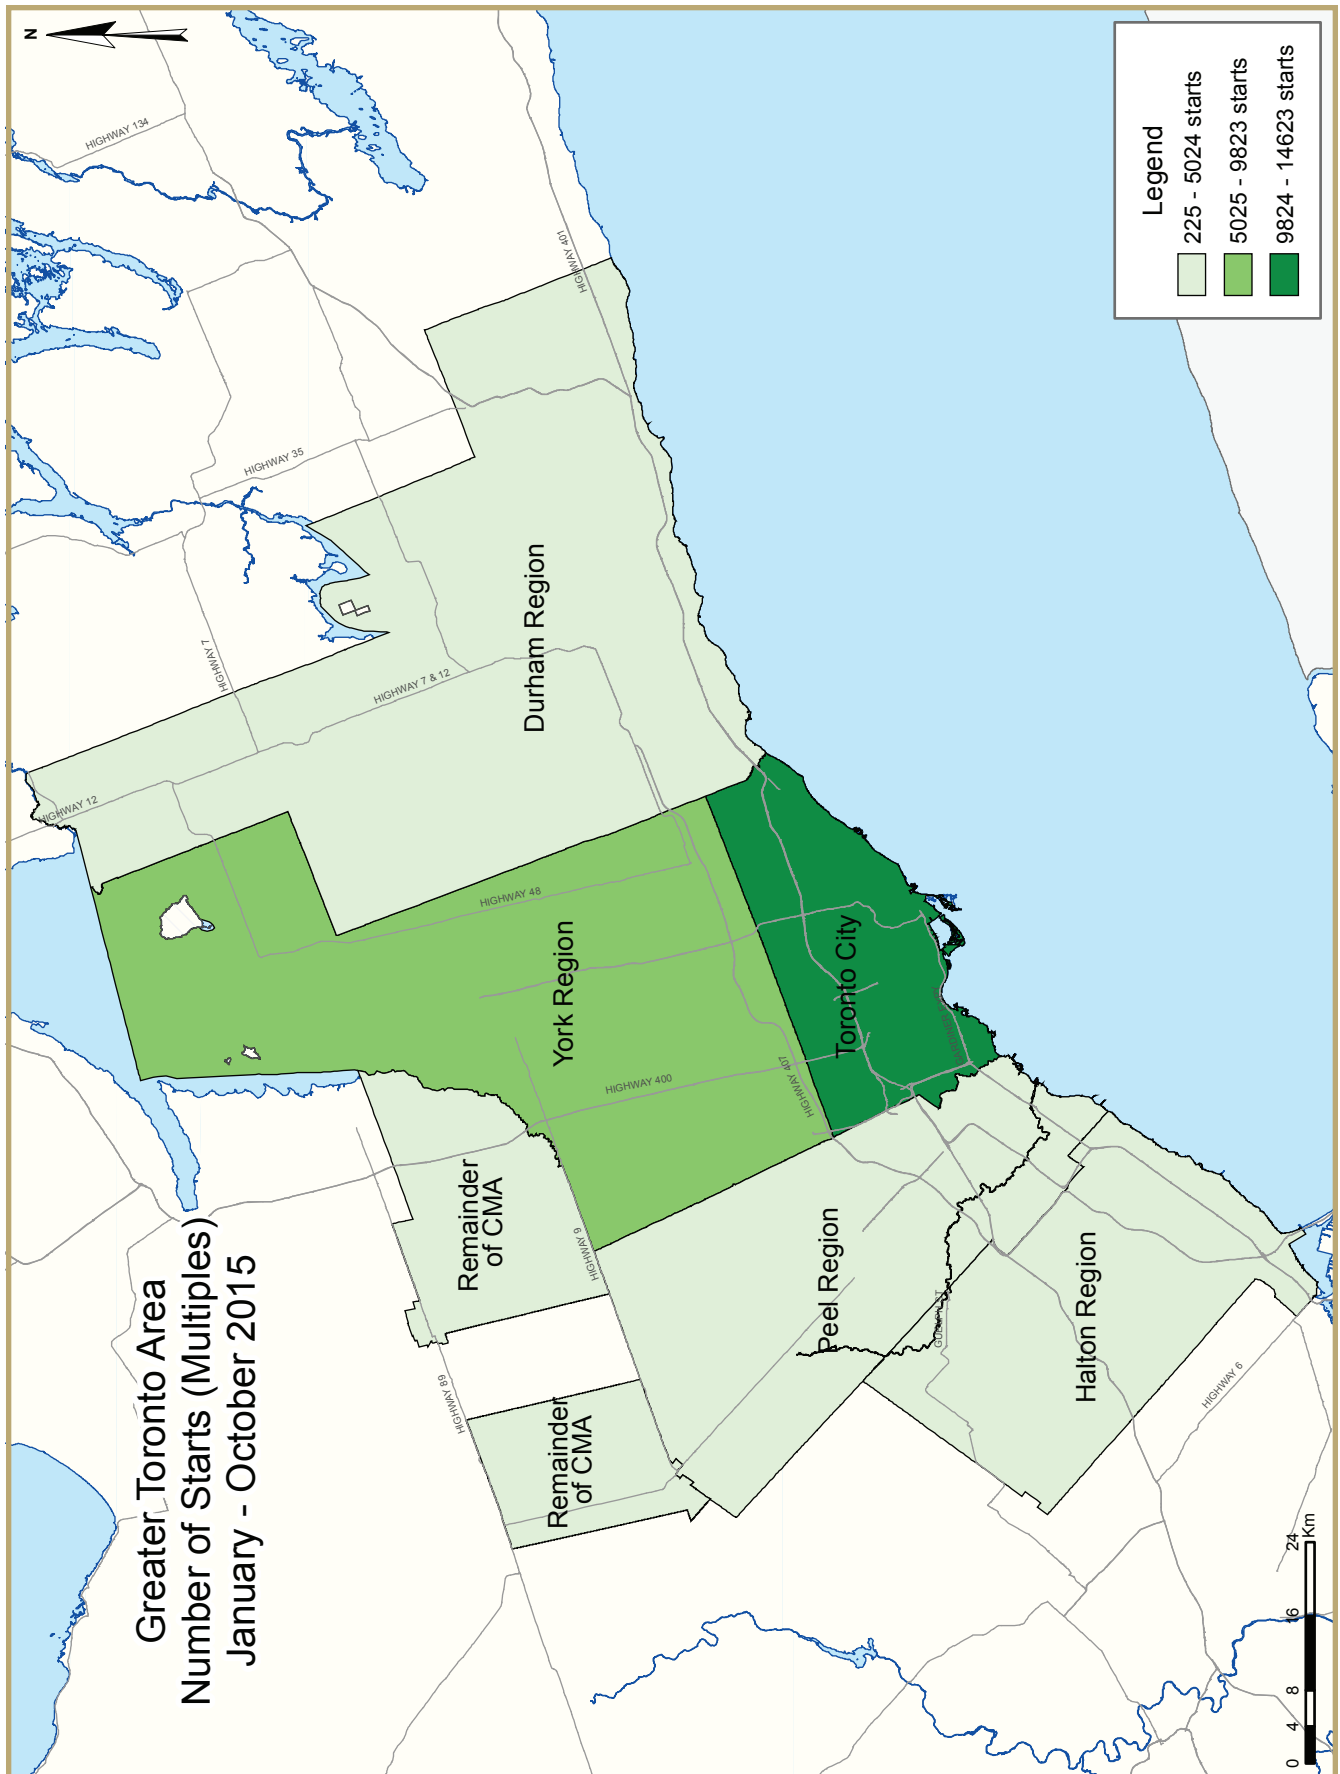 Greater Toronto Area
Number of Starts (Multiples)
January - October 2015
N
HIGHWAY 134
HIGHWAY 401
HIGHWAY 35
HIGHWAY 7
HIGHWAY 7 & 12
HIGHWAY 12
Durham Region
HIGHWAY 48
York Region
HIGHWAY 400
HIGHWAY 407
Toronto City
Remainder
of CMA
HIGHWAY 9
HIGHWAY 89
Remainder
of CMA
Peel Region
GUELPH ST
Halton Region
HIGHWAY 6
Legend
225 - 5024 starts
5025 - 9823 starts
9824 - 14623 starts
0 4 8 16 24
Km